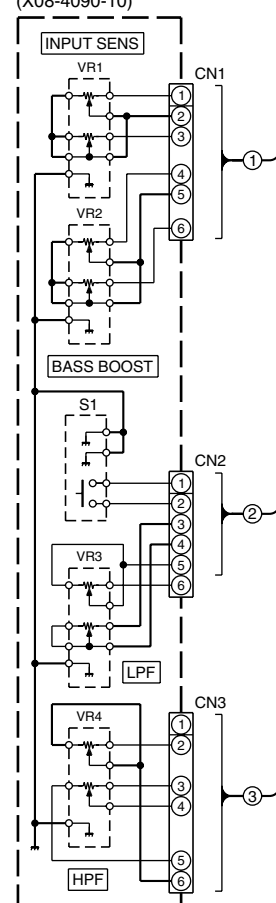 (X08-4090-10)
INPUT SENS
VR1
CN1
1
2
3
4
5
6
1
VR2
BASS BOOST
S1
CN2
1
2
3
4
5
6
2
VR3
LPF
CN3
VR4
1
2
3
4
5
6
3
HPF